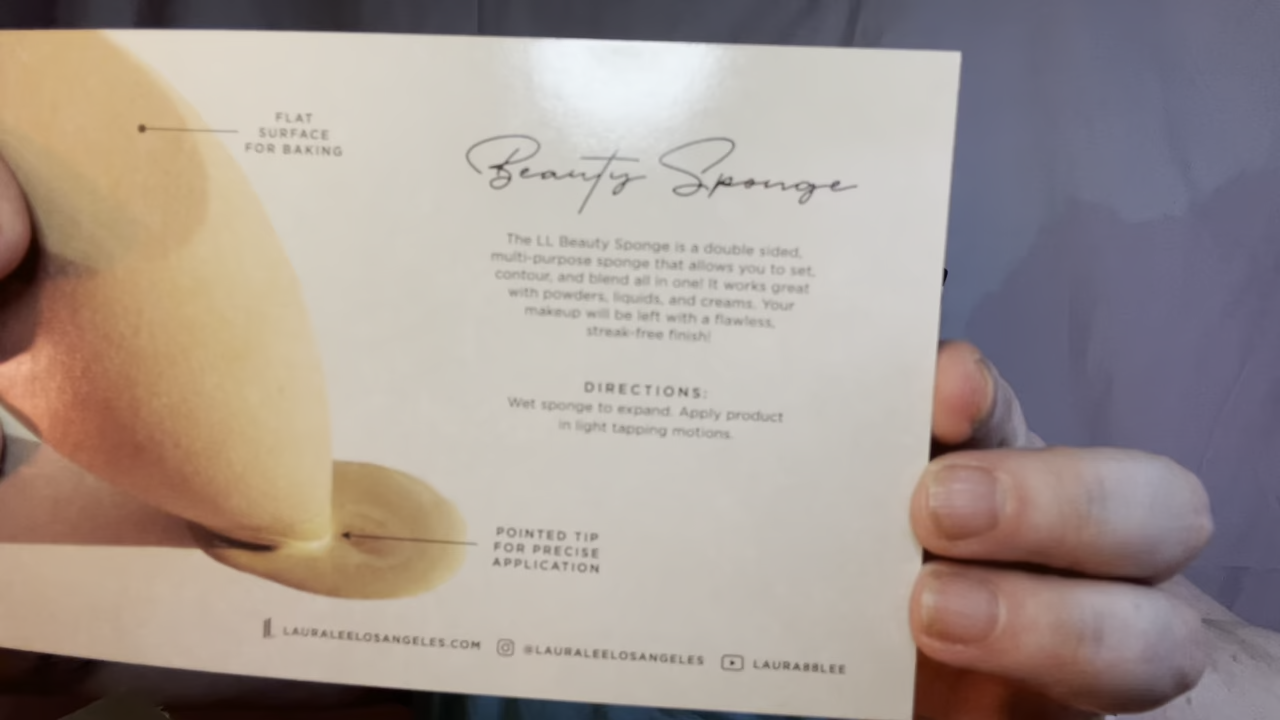 FLAT
SURFACE
FOR BAKING
Beauty Sponge
The LL Beauty Sponge is a double sided,
multi-purpose sponge that allows you to set,
contour, and blend all in one! It works great
with powders, liquids, and creams. Your
makeup will be left with a flawless,
streak-free finish!
DIRECTIONS:
Wet sponge to expand. Apply product
in light tapping motions.
POINTED TIP
FOR PRECISE
APPLICATION
LAURALEELOSANGELES.COM @LAURALEELOSANGELES LAURA88LEE